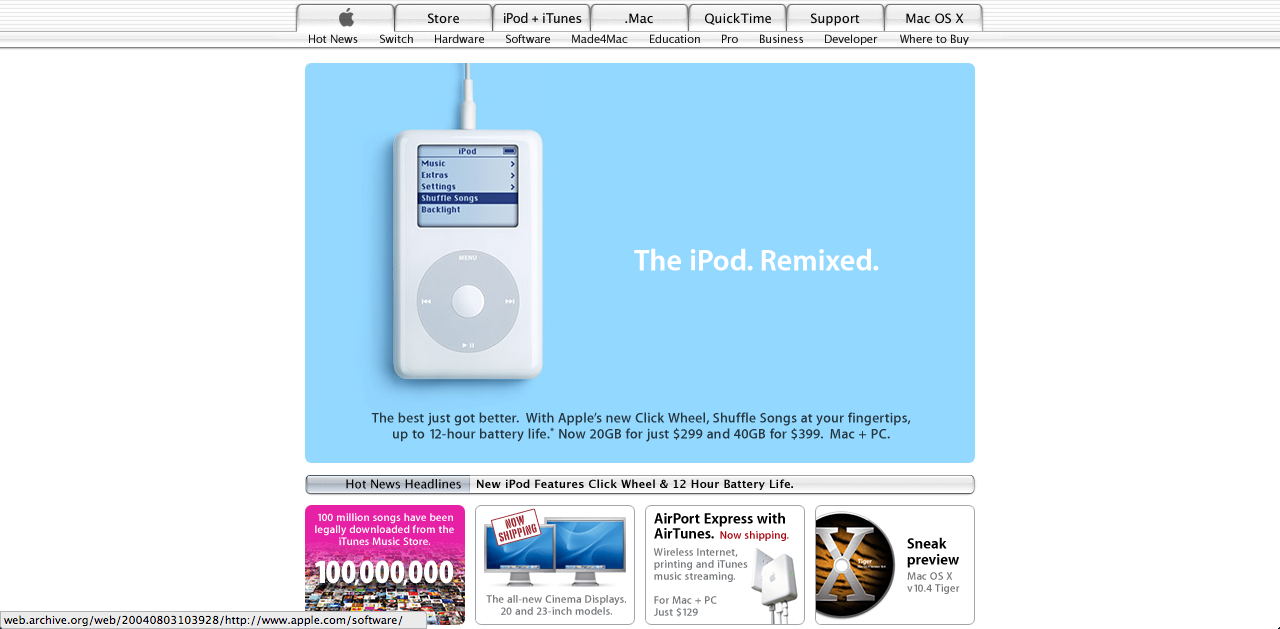 Store
iPod + iTunes
.Mac
QuickTime
Support
Mac OS X
Hot News
Switch
Hardware
Software
Made4Mac
Education
Pro
Business
Developer
Where to Buy
iPod
Music
Extras
Settings
Shuffle Songs
Backlight
MENU
The iPod. Remixed.
The best just got better. With Apple's new Click Wheel, Shuffle Songs at your fingertips,
up to 12-hour battery life.* Now 20GB for just $299 and 40GB for $399. Mac + PC.
Hot News Headlines
New iPod Features Click Wheel & 12 Hour Battery Life.
100 million songs have been
legally downloaded from the
iTunes Music Store.
100,000,000
NOW
SHIPPING
The all-new Cinema Displays.
20 and 23-inch models.
AirPort Express with
AirTunes. Now shipping.
Wireless Internet,
printing and iTunes
music streaming.
For Mac + PC
Just $129
X
Tiger
Sneak
preview
Mac OS X
v10.4 Tiger
web.archive.org/web/20040803103928/http://www.apple.com/software/